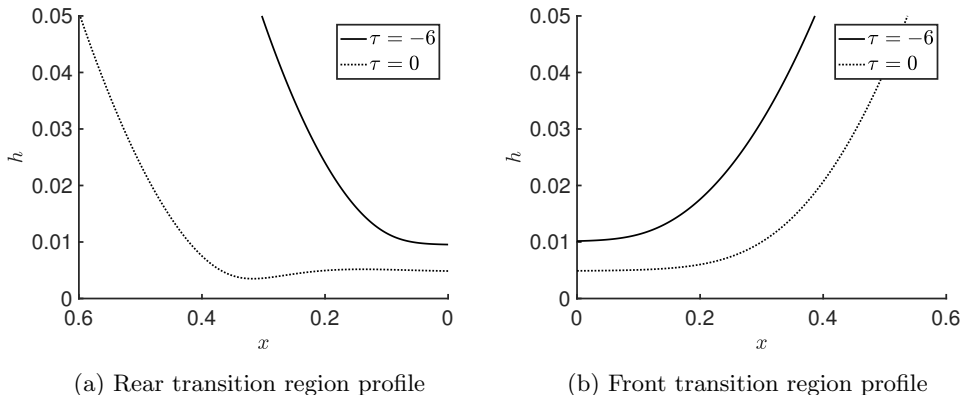 0.05
0.04
0.03
0.02
0.01
0
h
0.6
0.4
0.2
0
x
τ = −6
τ = 0
(a) Rear transition region profile
0.05
0.04
0.03
0.02
0.01
0
h
0
0.2
0.4
0.6
x
τ = −6
τ = 0
(b) Front transition region profile